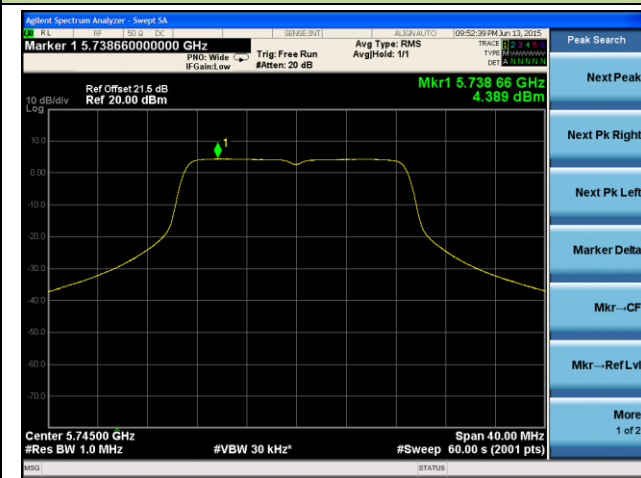 Agilent Spectrum Analyzer - Swept SA
RL RF 50 Ω DC SENSE:INT ALIGN AUTO 09:52:39 PM Jun 13, 2015
Marker 1 5.738660000000 GHz
PNO: Wide Trig: Free Run Avg Type: RMS TRACE 1 2 3 4 5 6
IFGain:Low #Atten: 20 dB Avg|Hold: 1/1 TYPE M
DET A N N N N N
Peak Search
Mkr1 5.738 66 GHz
4.389 dBm
Ref Offset 21.5 dB
10 dB/div Ref 20.00 dBm
Log
1
10.0
0.00
-10.0
-20.0
-30.0
-40.0
-50.0
-60.0
-70.0
Center 5.74500 GHz Span 40.00 MHz
#Res BW 1.0 MHz #VBW 30 kHz* #Sweep 60.00 s (2001 pts)
MSG STATUS
Next Peak
Next Pk Right
Next Pk Left
Marker Delta
Mkr→CF
Mkr→Ref Lvl
More
1 of 2